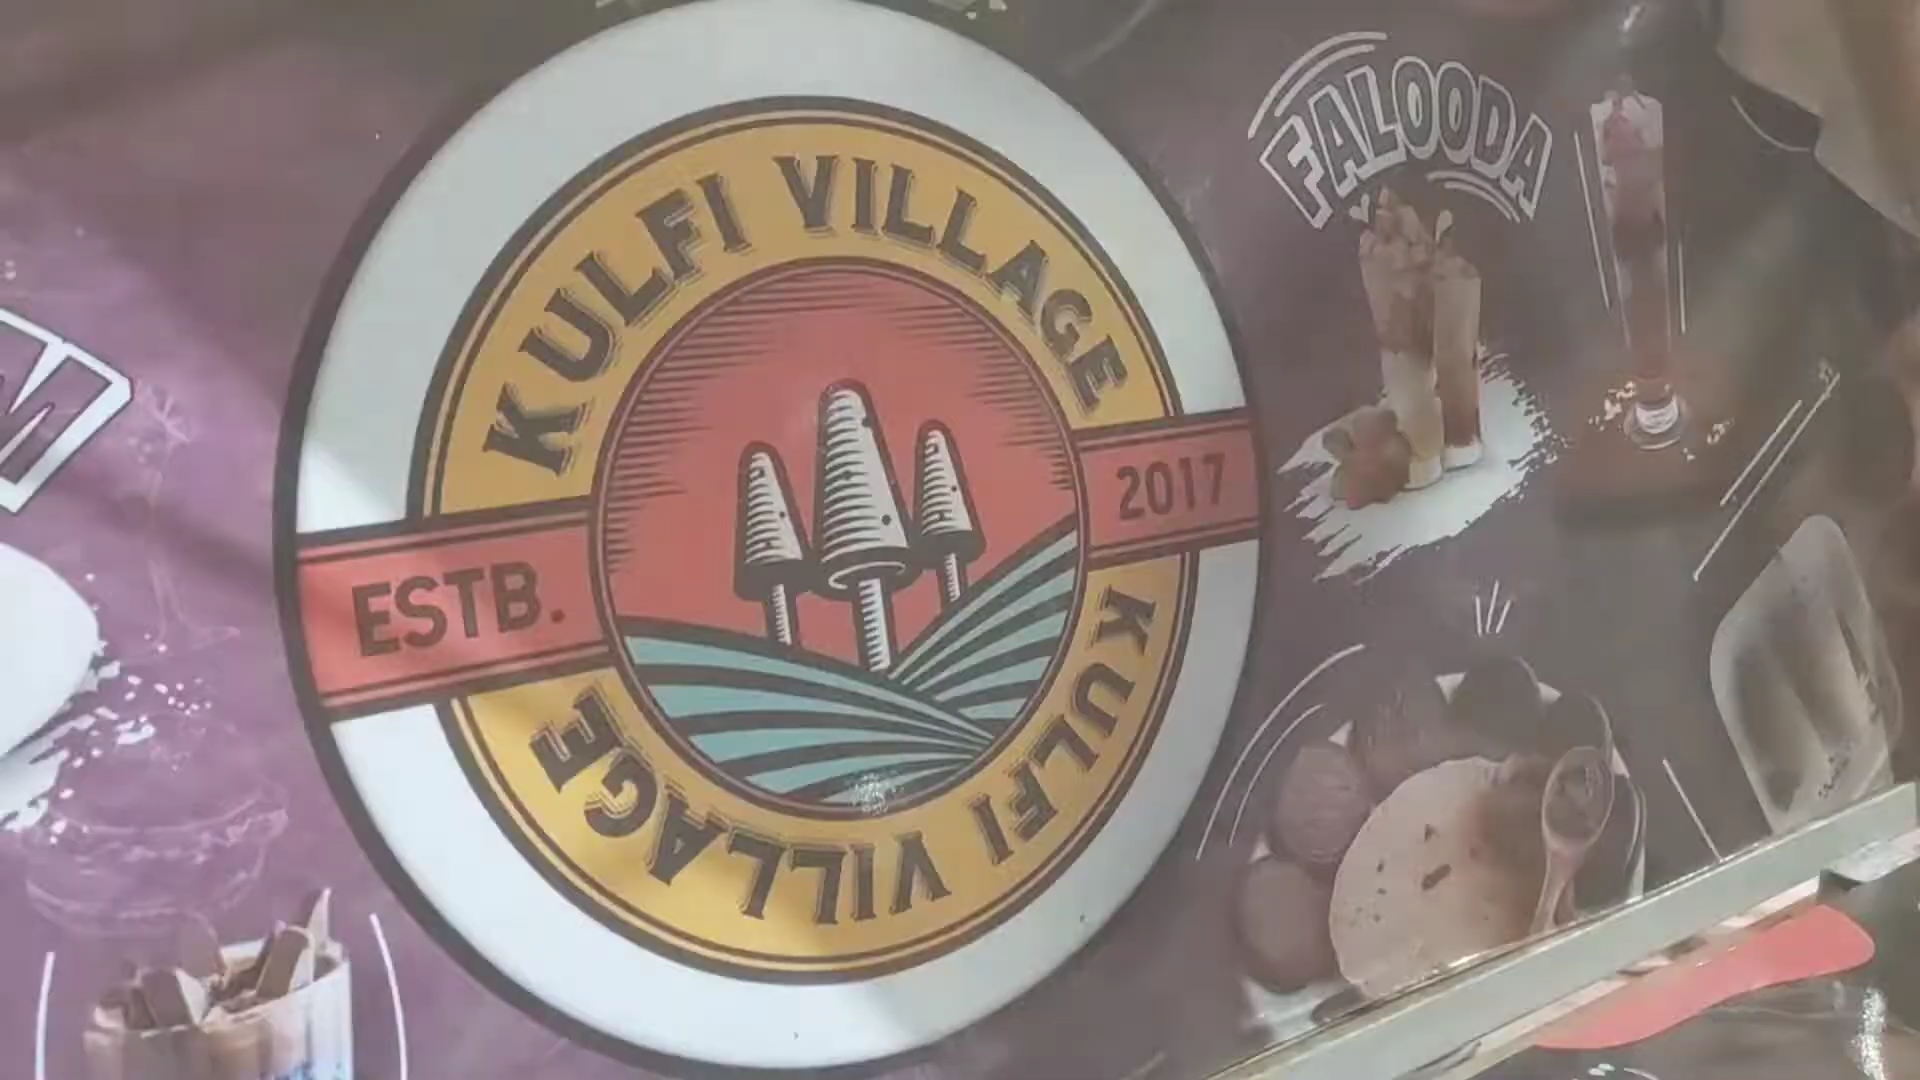 KULFI VILLAGE
ESTB.
2017
KULFI VILLAGE
FALOODA